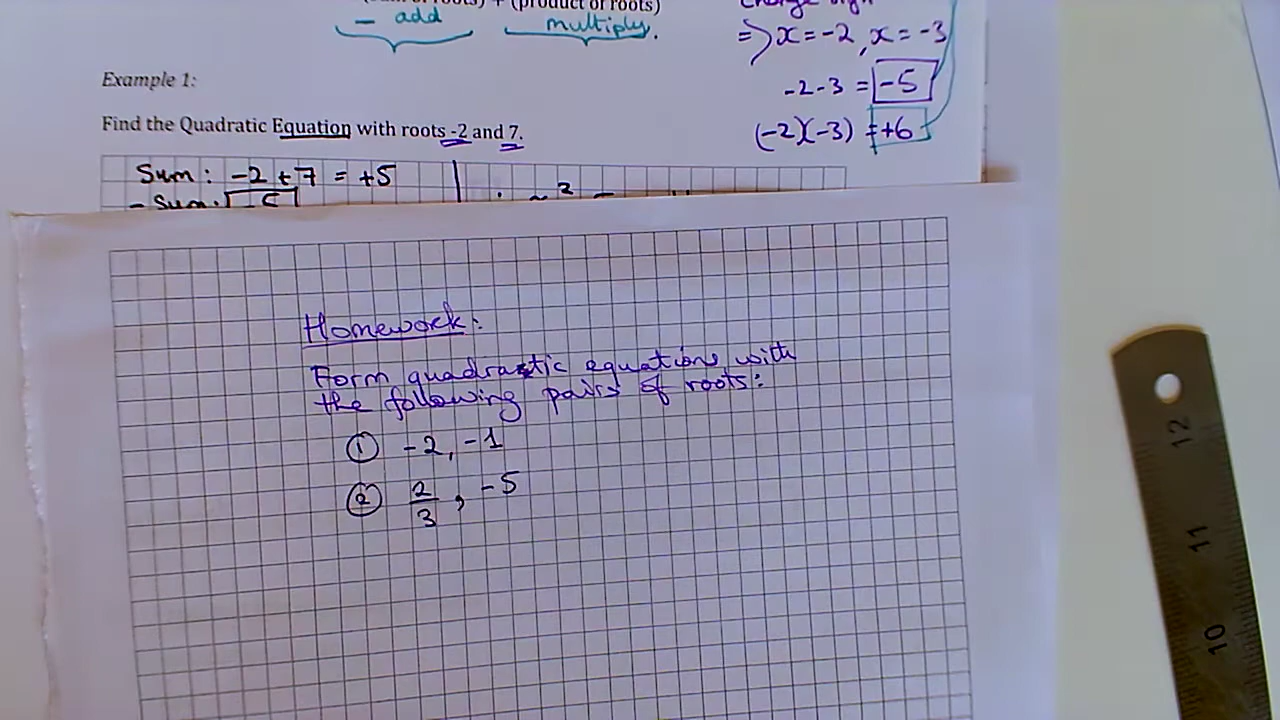 roots) + (product of roots)
– add multiply.
⇒ x = -2, x = -3
-2 -3 = -5
(-2)(-3) = +6
Example 1:
Find the Quadratic Equation with roots -2 and 7.
Sum: -2 + 7 = +5
- Sum:
Homework:
Form quadratic equations with
the following pairs of roots:
① -2, -1
② 2/3, -5
12
11
10